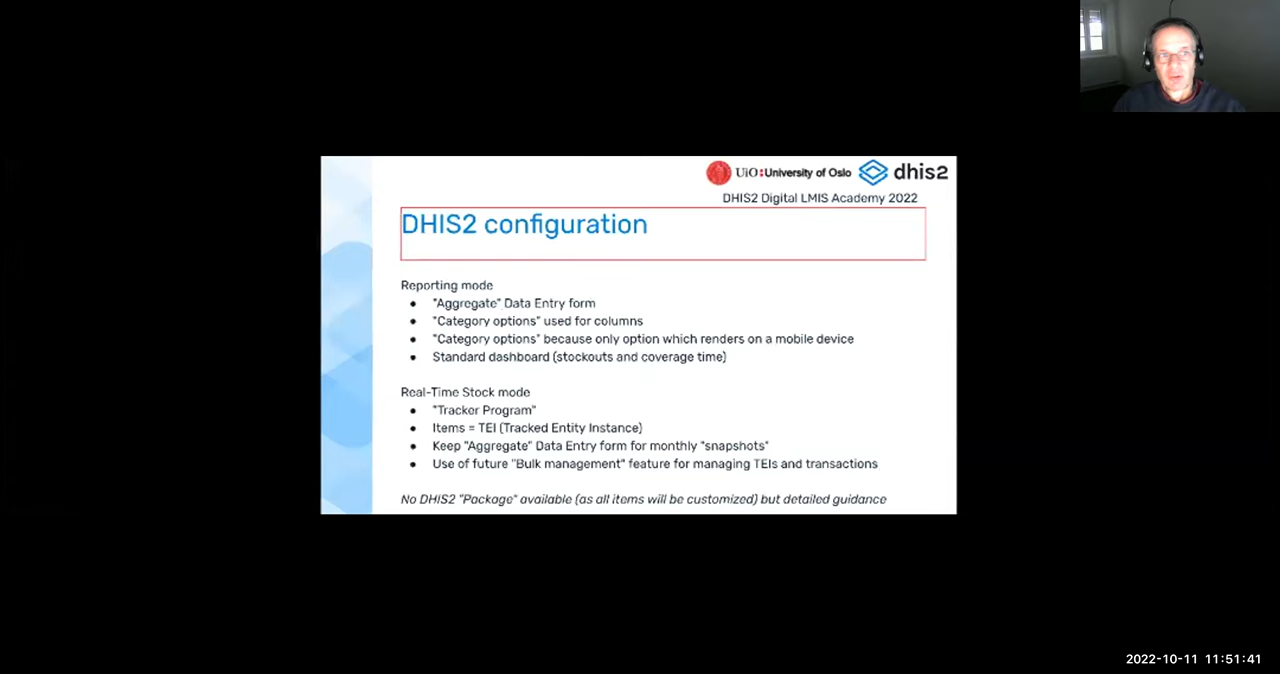 UiO:University of Oslo dhis2
DHIS2 Digital LMIS Academy 2022
DHIS2 configuration
Reporting mode
● "Aggregate" Data Entry form
● "Category options" used for columns
● "Category options" because only option which renders on a mobile device
● Standard dashboard (stockouts and coverage time)
Real-Time Stock mode
● "Tracker Program"
● Items = TEI (Tracked Entity Instance)
● Keep "Aggregate" Data Entry form for monthly "snapshots"
● Use of future "Bulk management" feature for managing TEIs and transactions
No DHIS2 "Package" available (as all items will be customized) but detailed guidance
2022-10-11 11:51:41